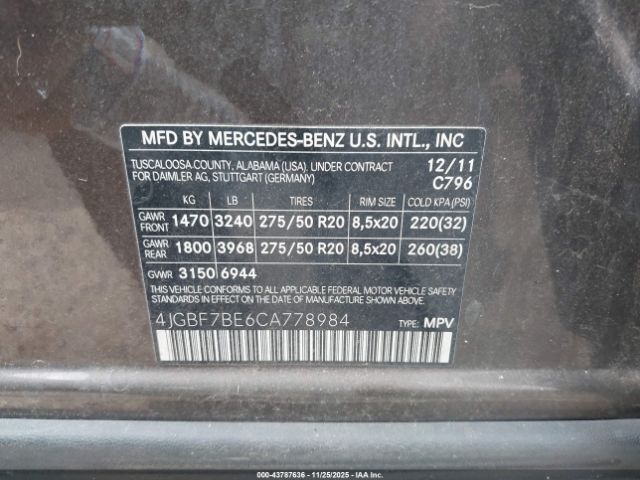 MFD BY MERCEDES-BENZ U.S. INTL., INC
TUSCALOOSA COUNTY, ALABAMA (USA). UNDER CONTRACT 12/11
FOR DAIMLER AG, STUTTGART (GERMANY) C796
KG LB TIRES RIM SIZE COLD KPA (PSI)
GAWR FRONT 1470 3240 275/50 R20 8,5x20 220(32)
GAWR REAR 1800 3968 275/50 R20 8,5x20 260(38)
GVWR 3150 6944
THIS VEHICLE CONFORMS TO ALL APPLICABLE FEDERAL MOTOR VEHICLE
SAFETY STANDARDS IN EFFECT ON THE DATE OF MANUFACTURE SHOWN ABOVE.
4JGBF7BE6CA778984 TYPE: MPV
000-43787636 - 11/25/2025 - Copart, Inc.